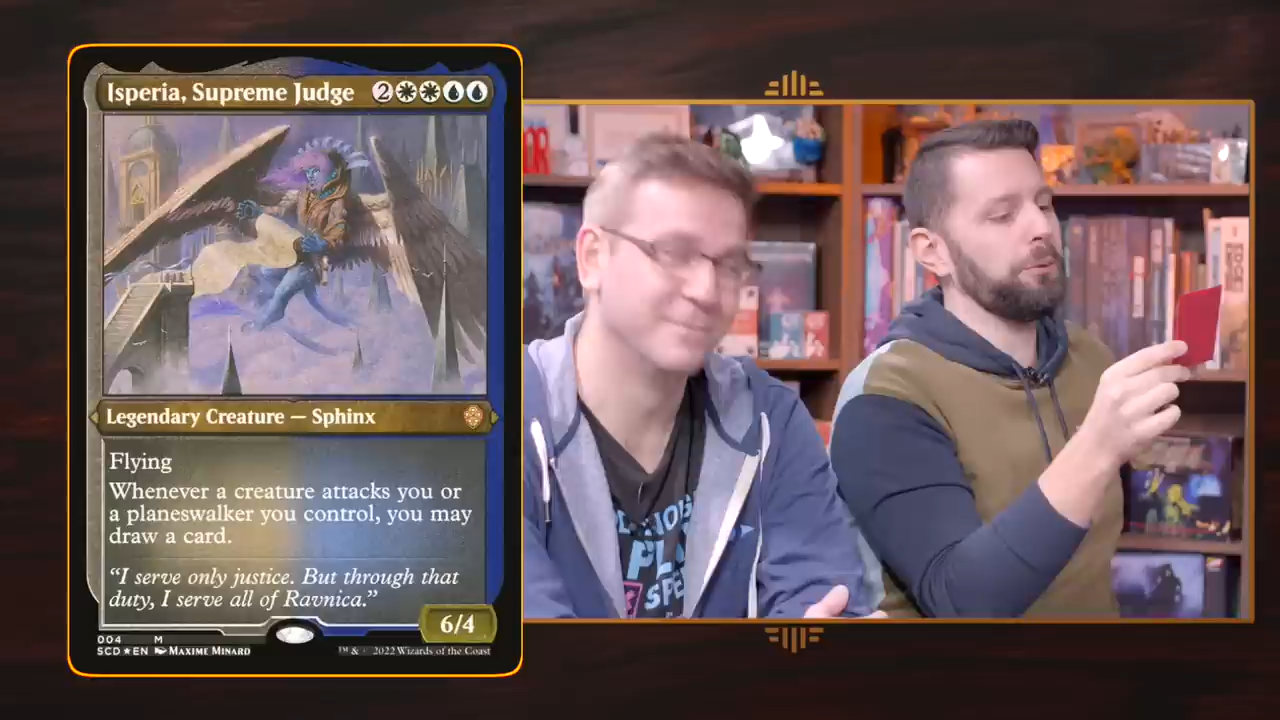 Isperia, Supreme Judge 2
Legendary Creature — Sphinx
Flying
Whenever a creature attacks you or
a planeswalker you control, you may
draw a card.
“I serve only justice. But through that
duty, I serve all of Ravnica.”
6/4
004 M
SCD★EN Maxime Minard
™ & 2022 Wizards of the Coast